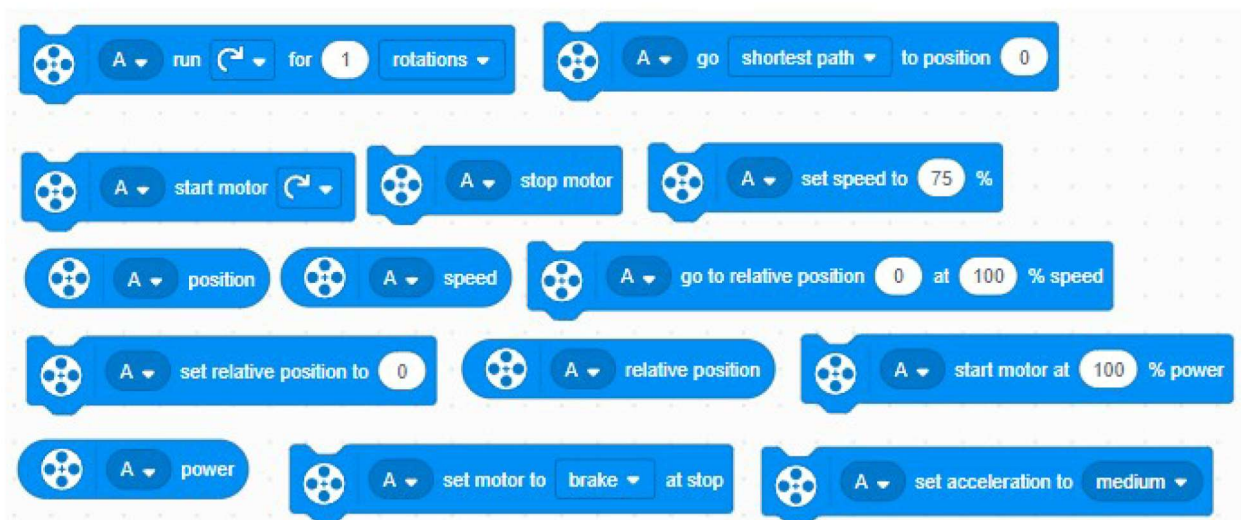 A run for 1 rotations
A go shortest path to position 0
A start motor
A stop motor
A set speed to 75 %
A position
A speed
A go to relative position 0 at 100 % speed
A set relative position to 0
A relative position
A start motor at 100 % power
A power
A set motor to brake at stop
A set acceleration to medium